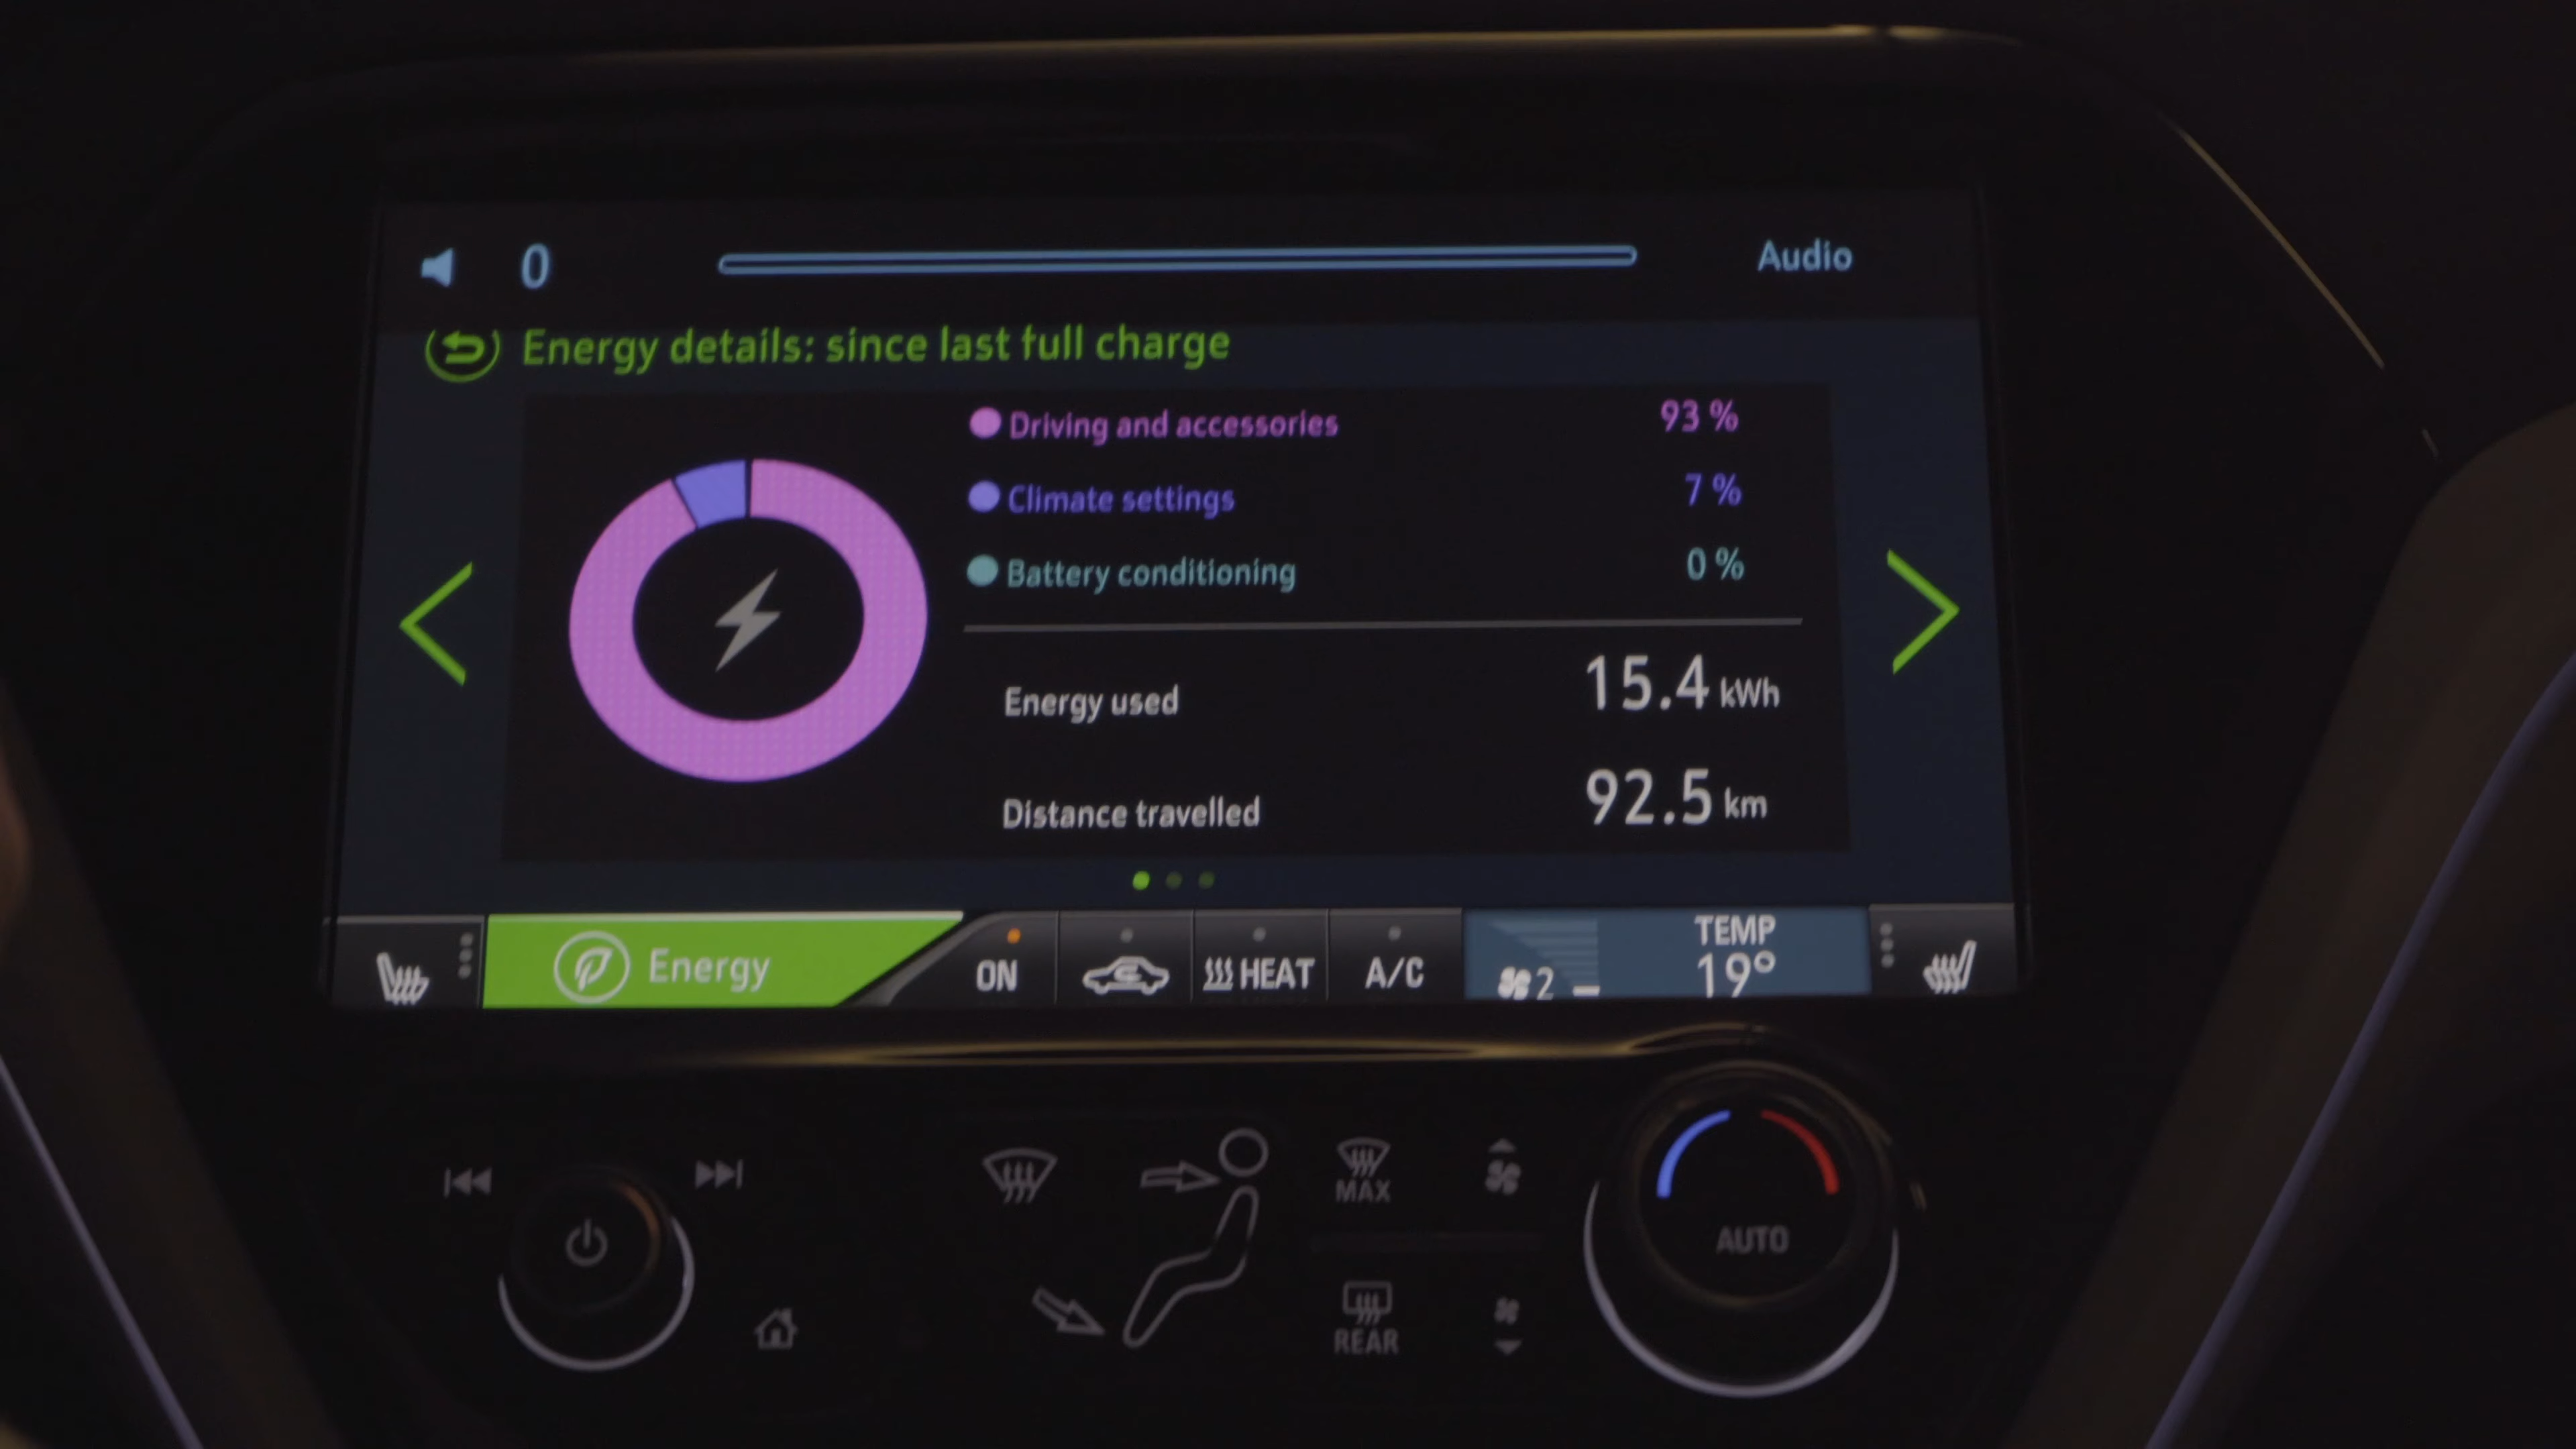 0 Audio
Energy details: since last full charge
Driving and accessories 93 %
Climate settings 7 %
Battery conditioning 0 %
Energy used 15.4 kWh
Distance travelled 92.5 km
Energy ON HEAT A/C 2 TEMP 19°
MAX
AUTO
REAR